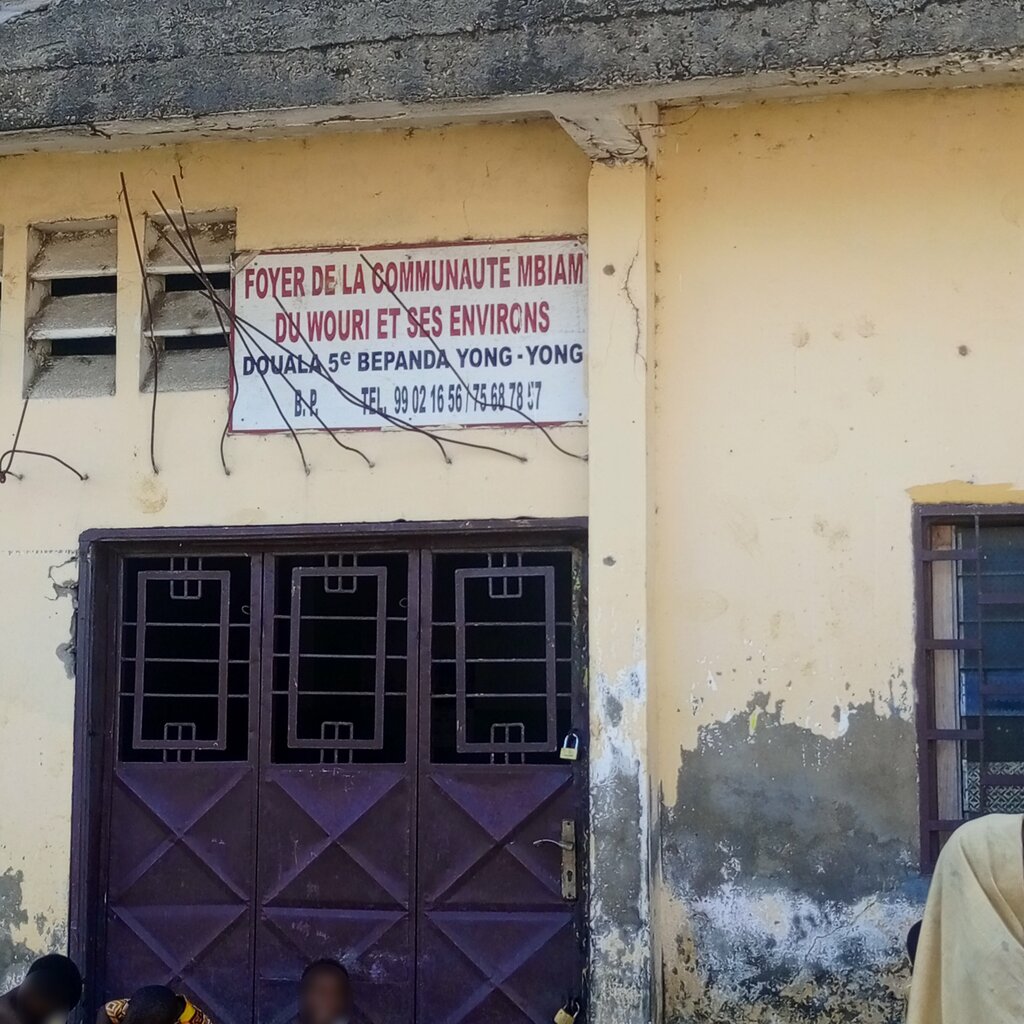 FOYER DE LA COMMUNAUTE MBIAM
DU WOURI ET SES ENVIRONS
DOUALA 5e BEPANDA YONG - YONG
B.P. TEL. 99 02 16 56 / 75 68 78 57